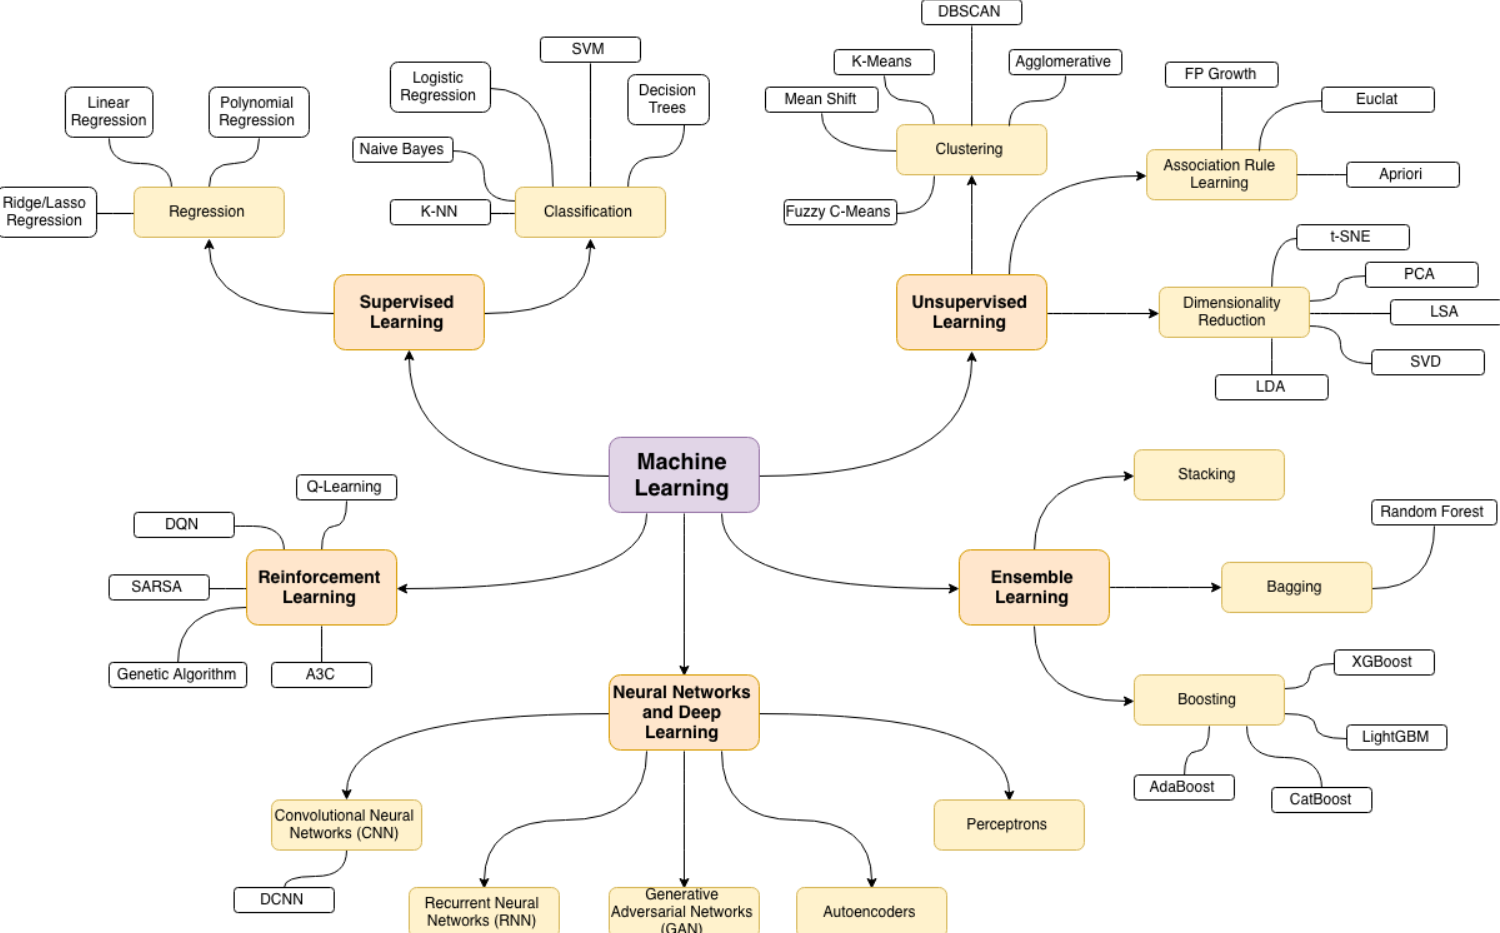 DBSCAN
SVM
K-Means
Agglomerative
Logistic
Regression
FP Growth
Linear
Regression
Polynomial
Regression
Decision
Trees
Mean Shift
Euclat
Naive Bayes
Clustering
Association Rule
Learning
Apriori
Ridge/Lasso
Regression
Regression
K-NN
Classification
Fuzzy C-Means
t-SNE
PCA
Supervised
Learning
Unsupervised
Learning
Dimensionality
Reduction
LSA
SVD
LDA
Machine
Learning
Stacking
Q-Learning
Random Forest
DQN
Reinforcement
Learning
SARSA
Ensemble
Learning
Bagging
Genetic Algorithm
A3C
XGBoost
Neural Networks
and Deep
Learning
Boosting
LightGBM
AdaBoost
CatBoost
Convolutional Neural
Networks (CNN)
Perceptrons
DCNN
Recurrent Neural
Networks (RNN)
Generative
Adversarial Networks
(GAN)
Autoencoders